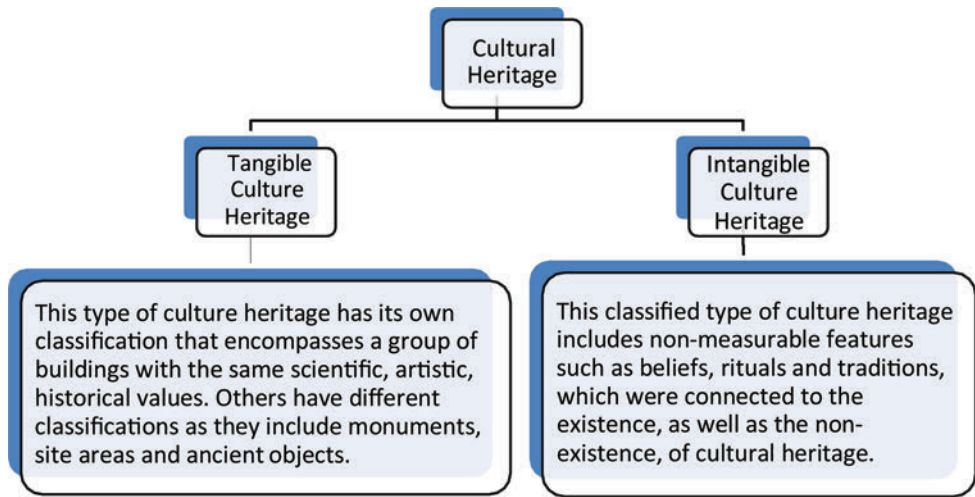 Cultural
Heritage
Tangible
Culture
Heritage
Intangible
Culture
Heritage
This type of culture heritage has its own
classification that encompasses a group of
buildings with the same scientific, artistic,
historical values. Others have different
classifications as they include monuments,
site areas and ancient objects.
This classified type of culture heritage
includes non-measurable features
such as beliefs, rituals and traditions,
which were connected to the
existence, as well as the non-
existence, of cultural heritage.